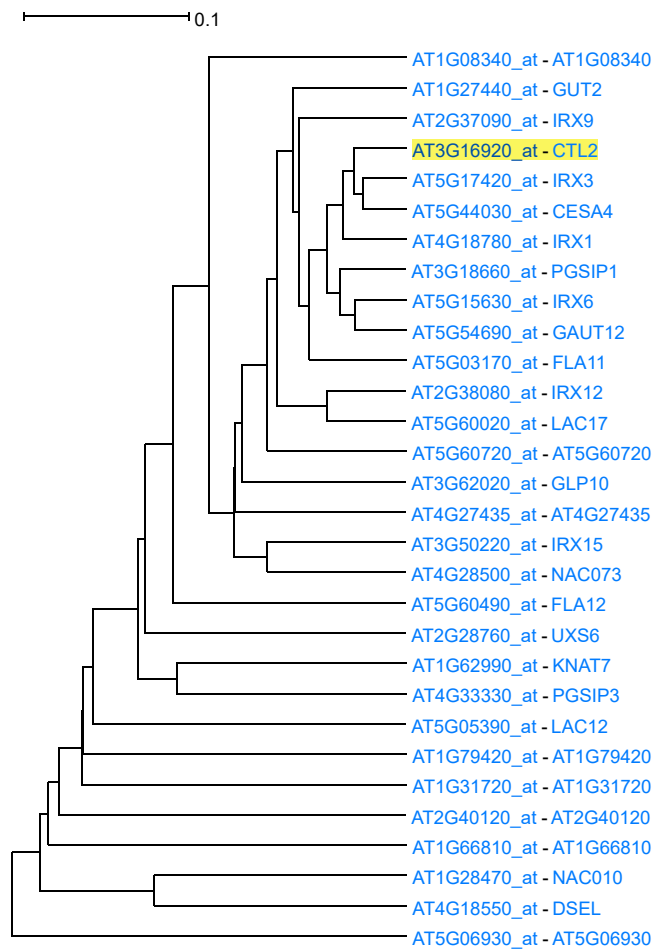 0.1
AT1G08340_at - AT1G08340
AT1G27440_at - GUT2
AT2G37090_at - IRX9
AT3G16920_at - CTL2
AT5G17420_at - IRX3
AT5G44030_at - CESA4
AT4G18780_at - IRX1
AT3G18660_at - PGSIP1
AT5G15630_at - IRX6
AT5G54690_at - GAUT12
AT5G03170_at - FLA11
AT2G38080_at - IRX12
AT5G60020_at - LAC17
AT5G60720_at - AT5G60720
AT3G62020_at - GLP10
AT4G27435_at - AT4G27435
AT3G50220_at - IRX15
AT4G28500_at - NAC073
AT5G60490_at - FLA12
AT2G28760_at - UXS6
AT1G62990_at - KNAT7
AT4G33330_at - PGSIP3
AT5G05390_at - LAC12
AT1G79420_at - AT1G79420
AT1G31720_at - AT1G31720
AT2G40120_at - AT2G40120
AT1G66810_at - AT1G66810
AT1G28470_at - NAC010
AT4G18550_at - DSEL
AT5G06930_at - AT5G06930